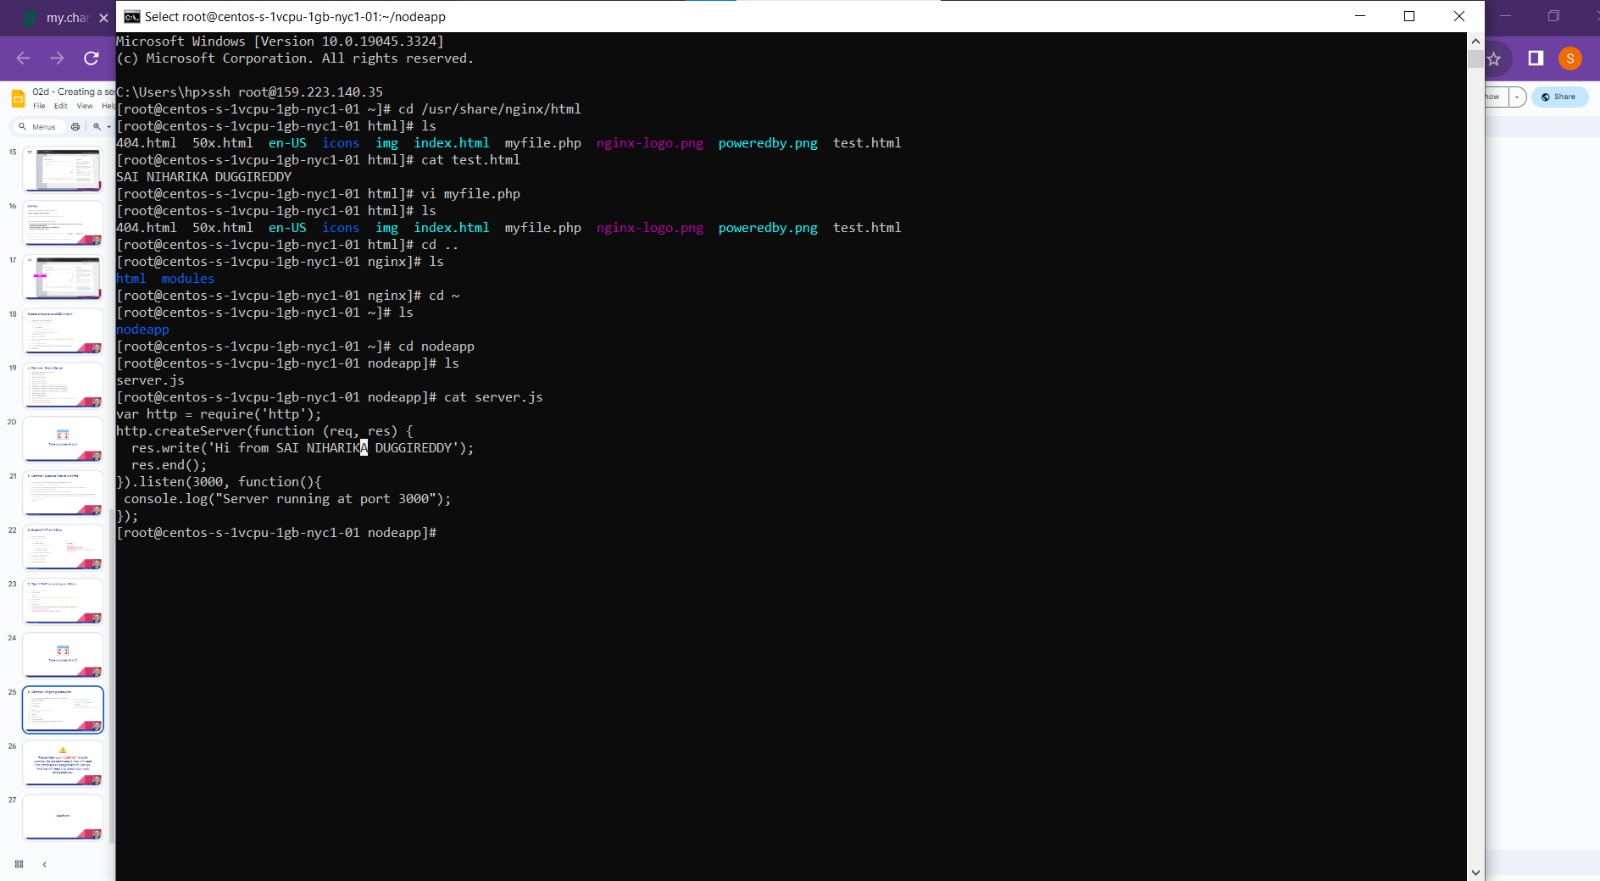 my.cha
Select root@centos-s-1vcpu-1gb-nyc1-01:~/nodeapp
Microsoft Windows [Version 10.0.19045.3324]
(c) Microsoft Corporation. All rights reserved.
C:\Users\hp>ssh root@159.223.140.35
[root@centos-s-1vcpu-1gb-nyc1-01 ~]# cd /usr/share/nginx/html
[root@centos-s-1vcpu-1gb-nyc1-01 html]# ls
404.html  50x.html  en-US  icons  img  index.html  myfile.php  nginx-logo.png  poweredby.png  test.html
[root@centos-s-1vcpu-1gb-nyc1-01 html]# cat test.html
SAI NIHARIKA DUGGIREDDY
[root@centos-s-1vcpu-1gb-nyc1-01 html]# vi myfile.php
[root@centos-s-1vcpu-1gb-nyc1-01 html]# ls
404.html  50x.html  en-US  icons  img  index.html  myfile.php  nginx-logo.png  poweredby.png  test.html
[root@centos-s-1vcpu-1gb-nyc1-01 html]# cd ..
[root@centos-s-1vcpu-1gb-nyc1-01 nginx]# ls
html  modules
[root@centos-s-1vcpu-1gb-nyc1-01 nginx]# cd ~
[root@centos-s-1vcpu-1gb-nyc1-01 ~]# ls
nodeapp
[root@centos-s-1vcpu-1gb-nyc1-01 ~]# cd nodeapp
[root@centos-s-1vcpu-1gb-nyc1-01 nodeapp]# ls
server.js
[root@centos-s-1vcpu-1gb-nyc1-01 nodeapp]# cat server.js
var http = require('http');
http.createServer(function (req, res) {
  res.write('Hi from SAI NIHARIKA DUGGIREDDY');
  res.end();
}).listen(3000, function(){
 console.log("Server running at port 3000");
});
[root@centos-s-1vcpu-1gb-nyc1-01 nodeapp]#
02d - Creating a se
File Edit View Help
Menus
15
16
17
18
19
20
21
22
23
24
25
26
27
how
Share
S